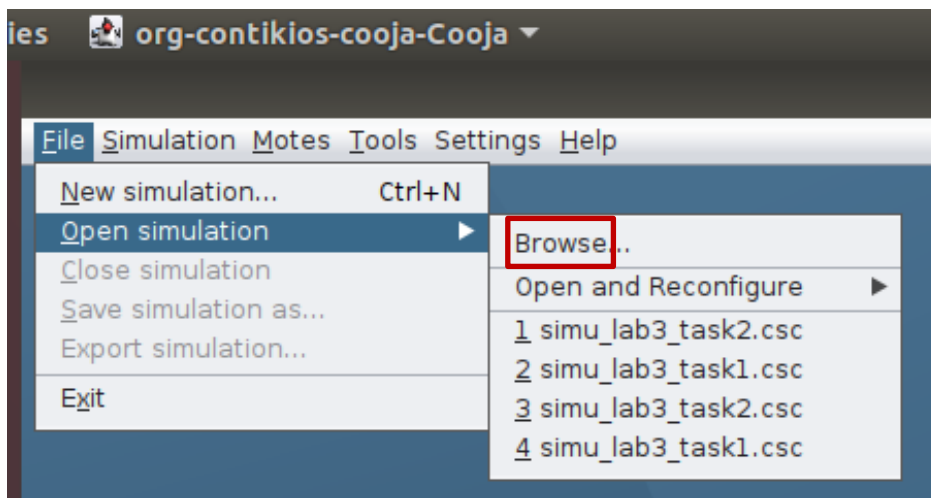 ies org-contikios-cooja-Cooja
File Simulation Motes Tools Settings Help
New simulation... Ctrl+N
Open simulation
Close simulation
Save simulation as...
Export simulation...
Exit
Browse...
Open and Reconfigure
1 simu_lab3_task2.csc
2 simu_lab3_task1.csc
3 simu_lab3_task2.csc
4 simu_lab3_task1.csc